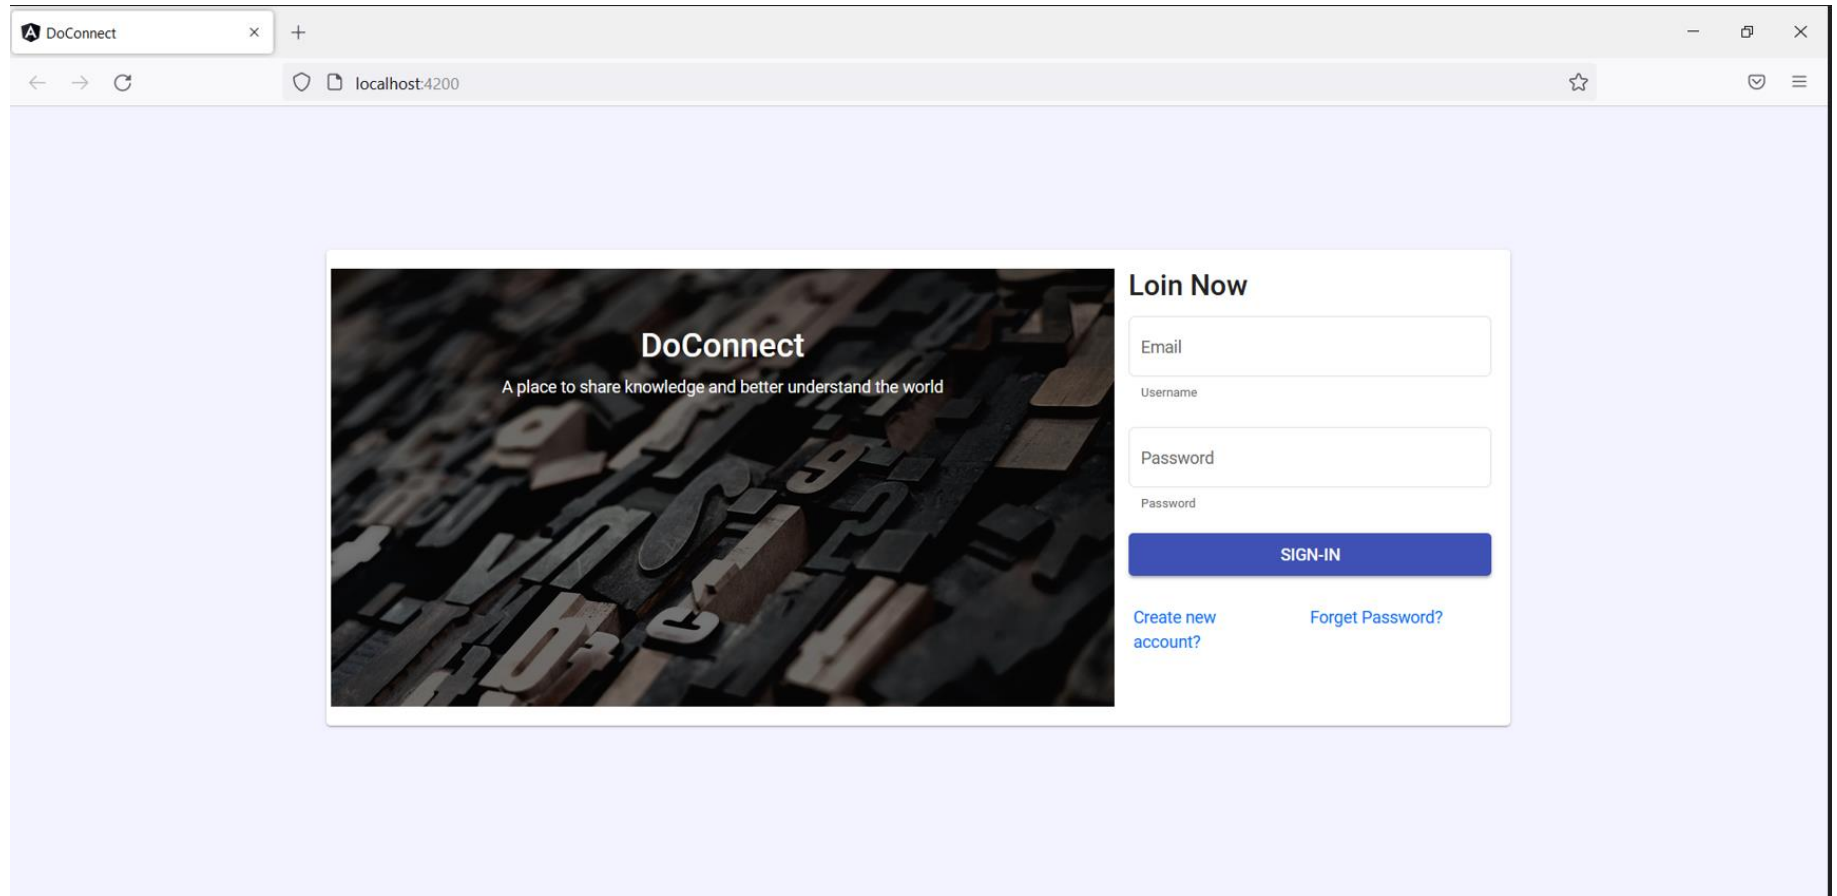 DoConnect
localhost:4200
DoConnect
A place to share knowledge and better understand the world
Loin Now
Email
Username
Password
Password
SIGN-IN
Create new
account?
Forget Password?